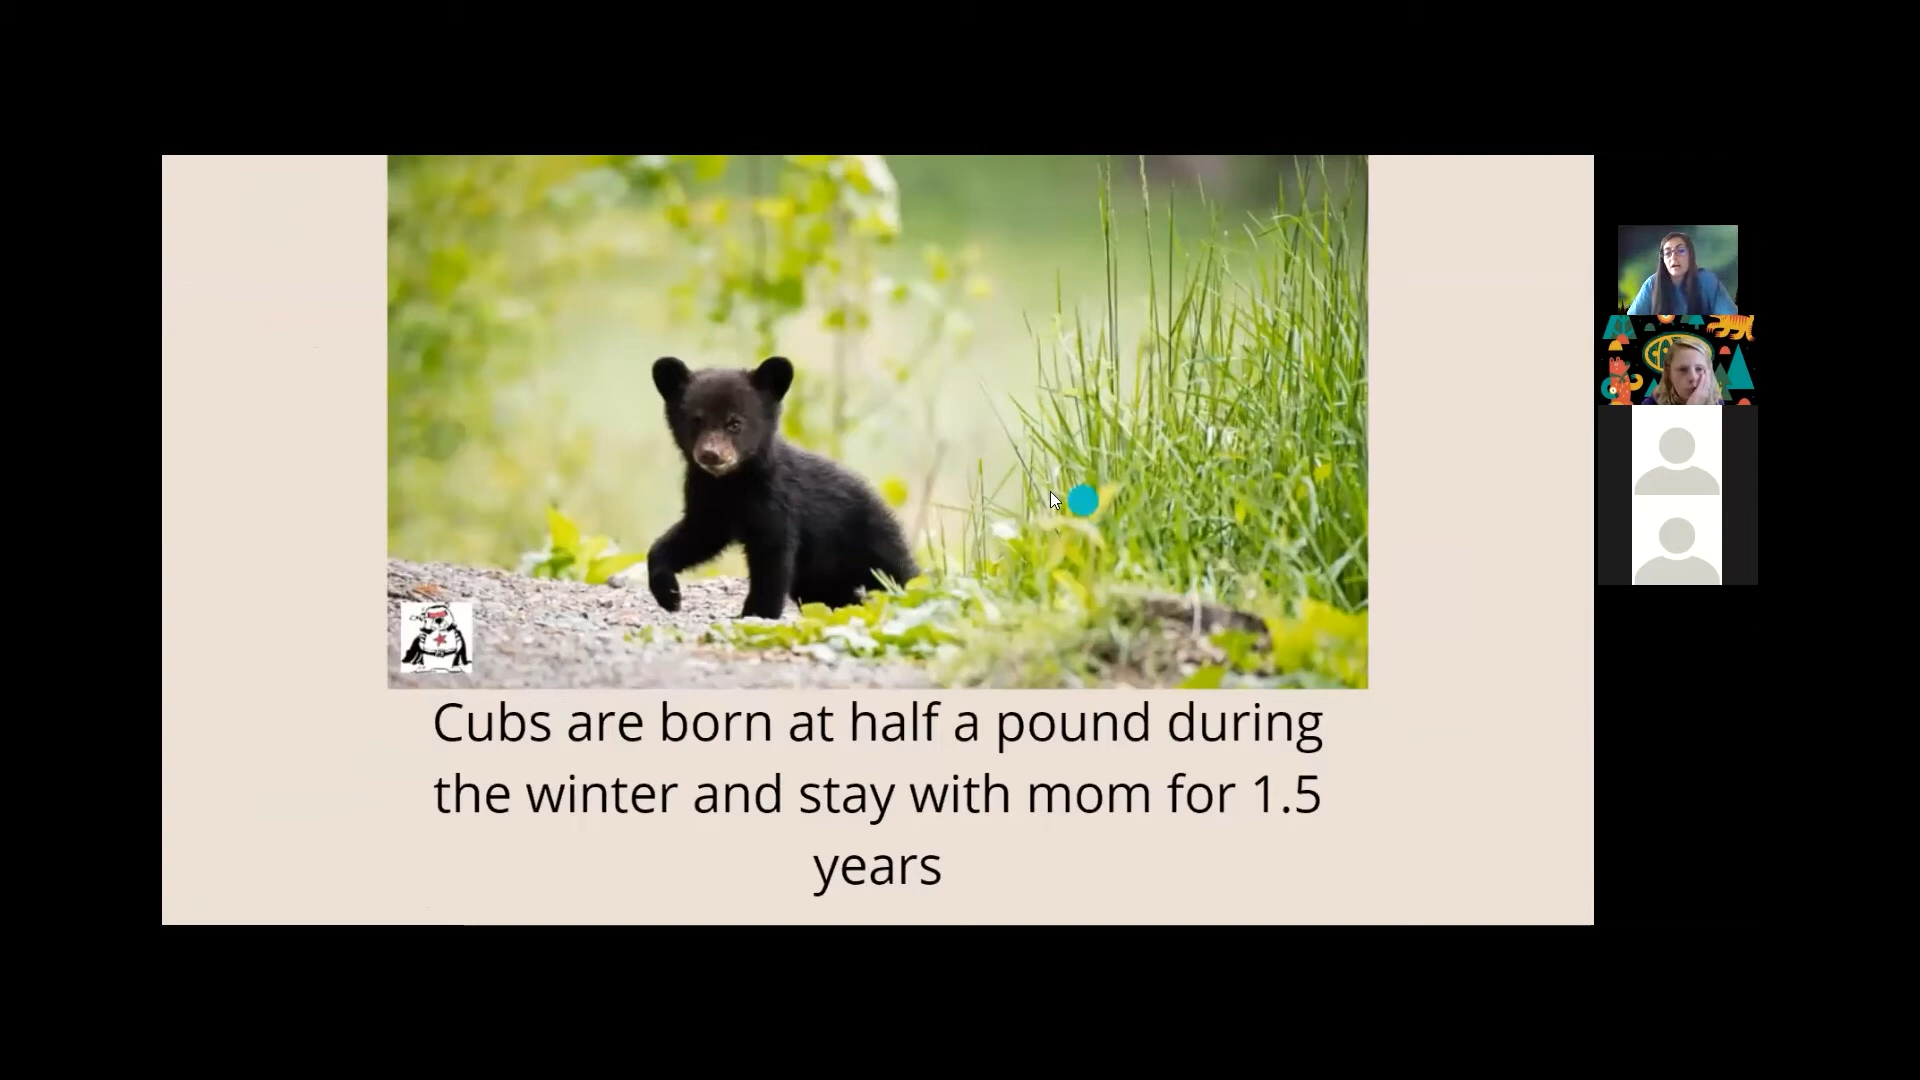 Cubs are born at half a pound during
the winter and stay with mom for 1.5
years